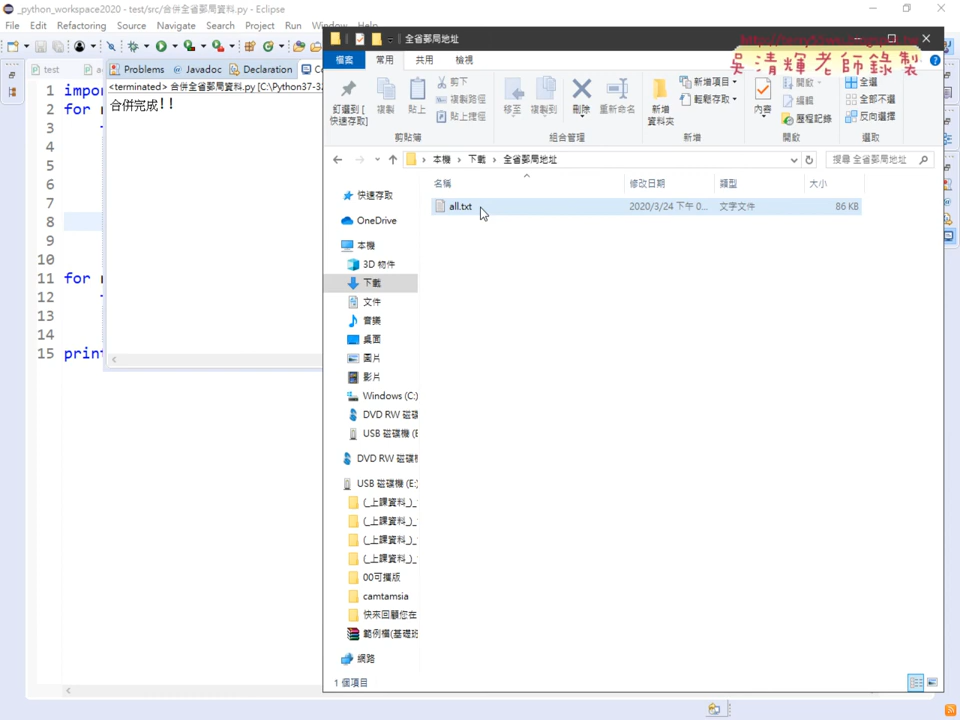 _python_workspace2020 - test/src/合併全省郵局資料.py - Eclipse
File Edit Refactoring Source Navigate Search Project Run Window Help
test
Problems @ Javadoc Declaration
<terminated> 合併全省郵局資料.py [C:\Python37-3
合併完成!!
1 impo
2 for
3
4
5
6
7
8
9
10
11 for
12
13
14
15 prin
全省郵局地址
吳清輝老師錄製
檔案 常用 共用 檢視
釘選到 [快速存取]
複製
貼上
剪下
複製路徑
貼上捷徑
剪貼簿
移至
複製到
刪除
重新命名
組合管理
新增資料夾
新增項目
輕鬆存取
新增
內容
開啟
編輯
歷程記錄
開啟
全選
全部不選
反向選擇
選取
本機 › 下載 › 全省郵局地址
搜尋 全省郵局地址
名稱 修改日期 類型 大小
all.txt 2020/3/24 下午 0... 文字文件 86 KB
快速存取
OneDrive
本機
3D 物件
下載
文件
音樂
桌面
圖片
影片
Windows (C:)
DVD RW 磁碟
USB 磁碟機 (E
DVD RW 磁碟機
USB 磁碟機 (E:)
(_上課資料_)_
(_上課資料_)_
(_上課資料_)_
(_上課資料_)_
00可攜版
camtamsia
快來回顧您在
範例檔(基礎班
網路
1 個項目